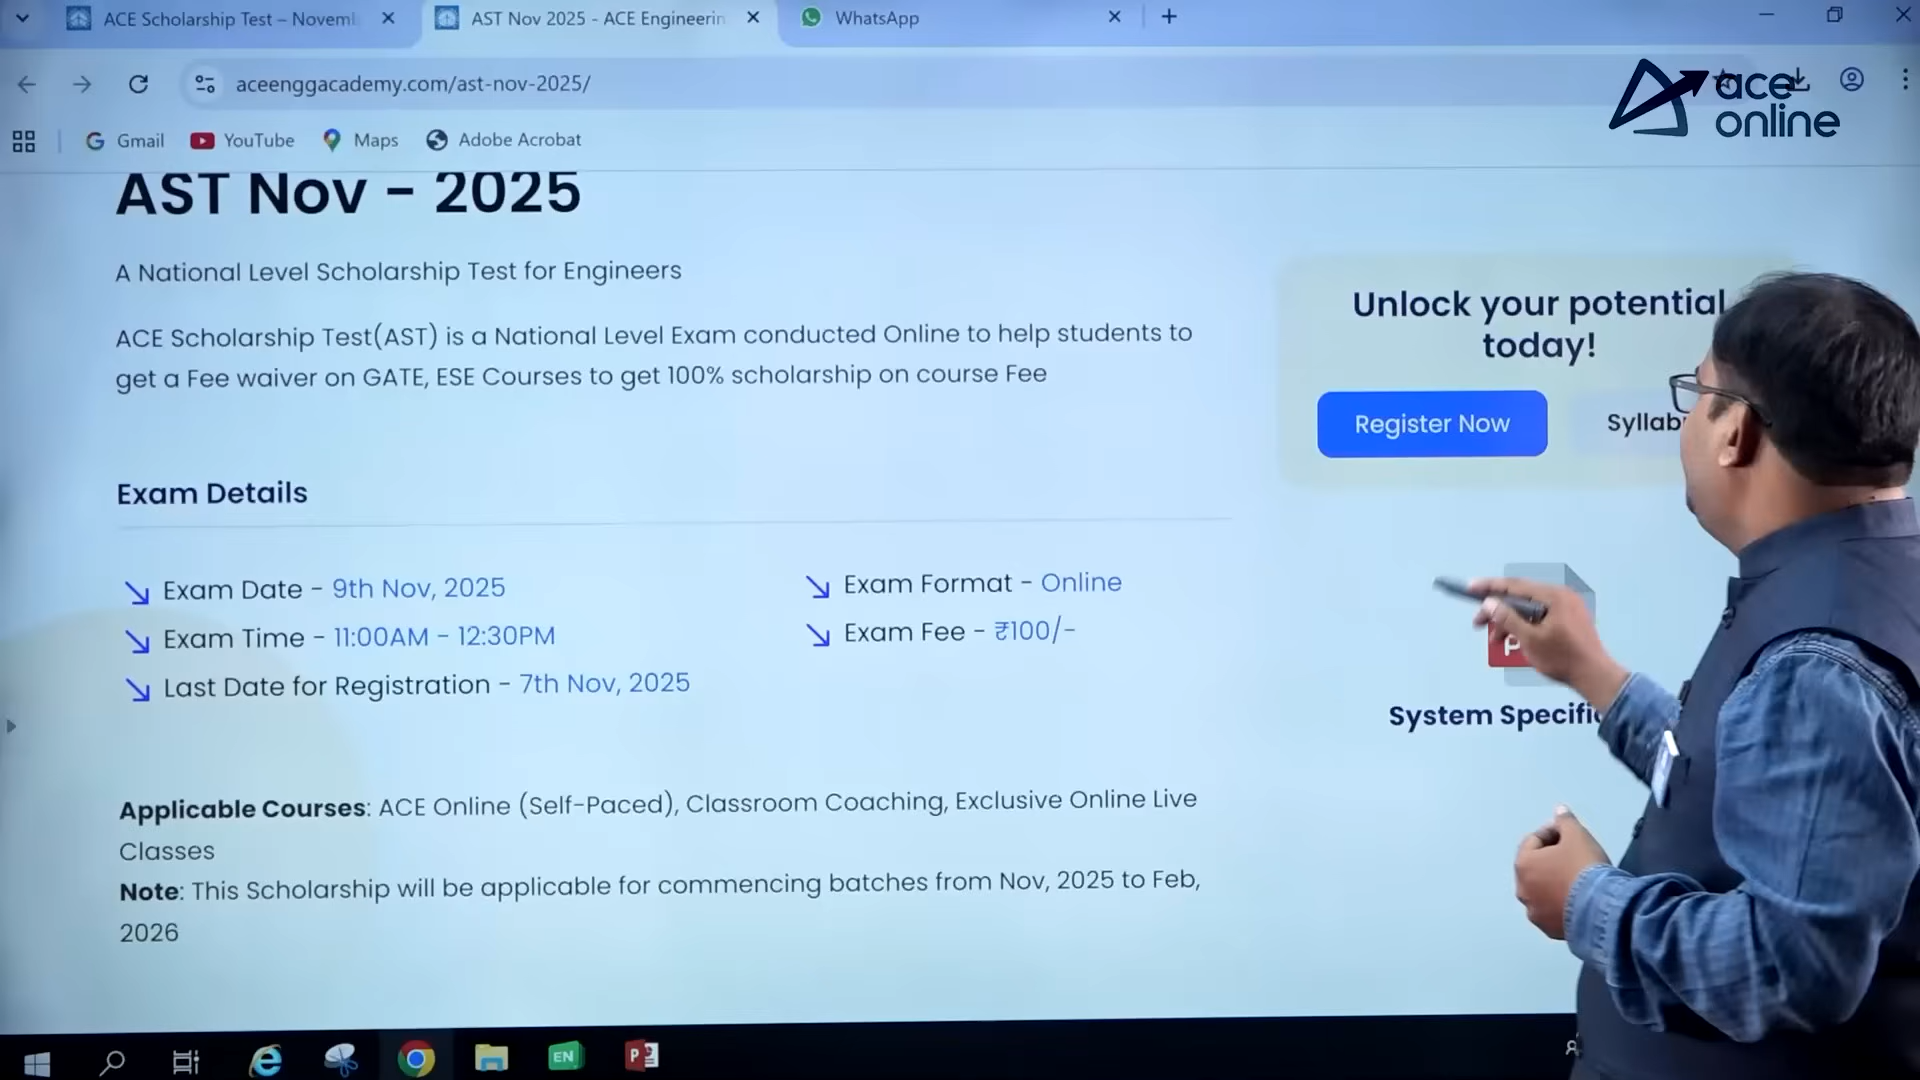 ACE Scholarship Test – Novem
AST Nov 2025 - ACE Engineerin
WhatsApp
aceenggacademy.com/ast-nov-2025/
ace
online
Gmail
YouTube
Maps
Adobe Acrobat
AST Nov - 2025
A National Level Scholarship Test for Engineers
ACE Scholarship Test(AST) is a National Level Exam conducted Online to help students to
get a Fee waiver on GATE, ESE Courses to get 100% scholarship on course Fee
Unlock your potential
today!
Register Now
Syllab
Exam Details
Exam Date - 9th Nov, 2025
Exam Time - 11:00AM - 12:30PM
Last Date for Registration - 7th Nov, 2025
Exam Format - Online
Exam Fee - ₹100/-
P
System Specific
Applicable Courses: ACE Online (Self-Paced), Classroom Coaching, Exclusive Online Live
Classes
Note: This Scholarship will be applicable for commencing batches from Nov, 2025 to Feb,
2026
EN
P